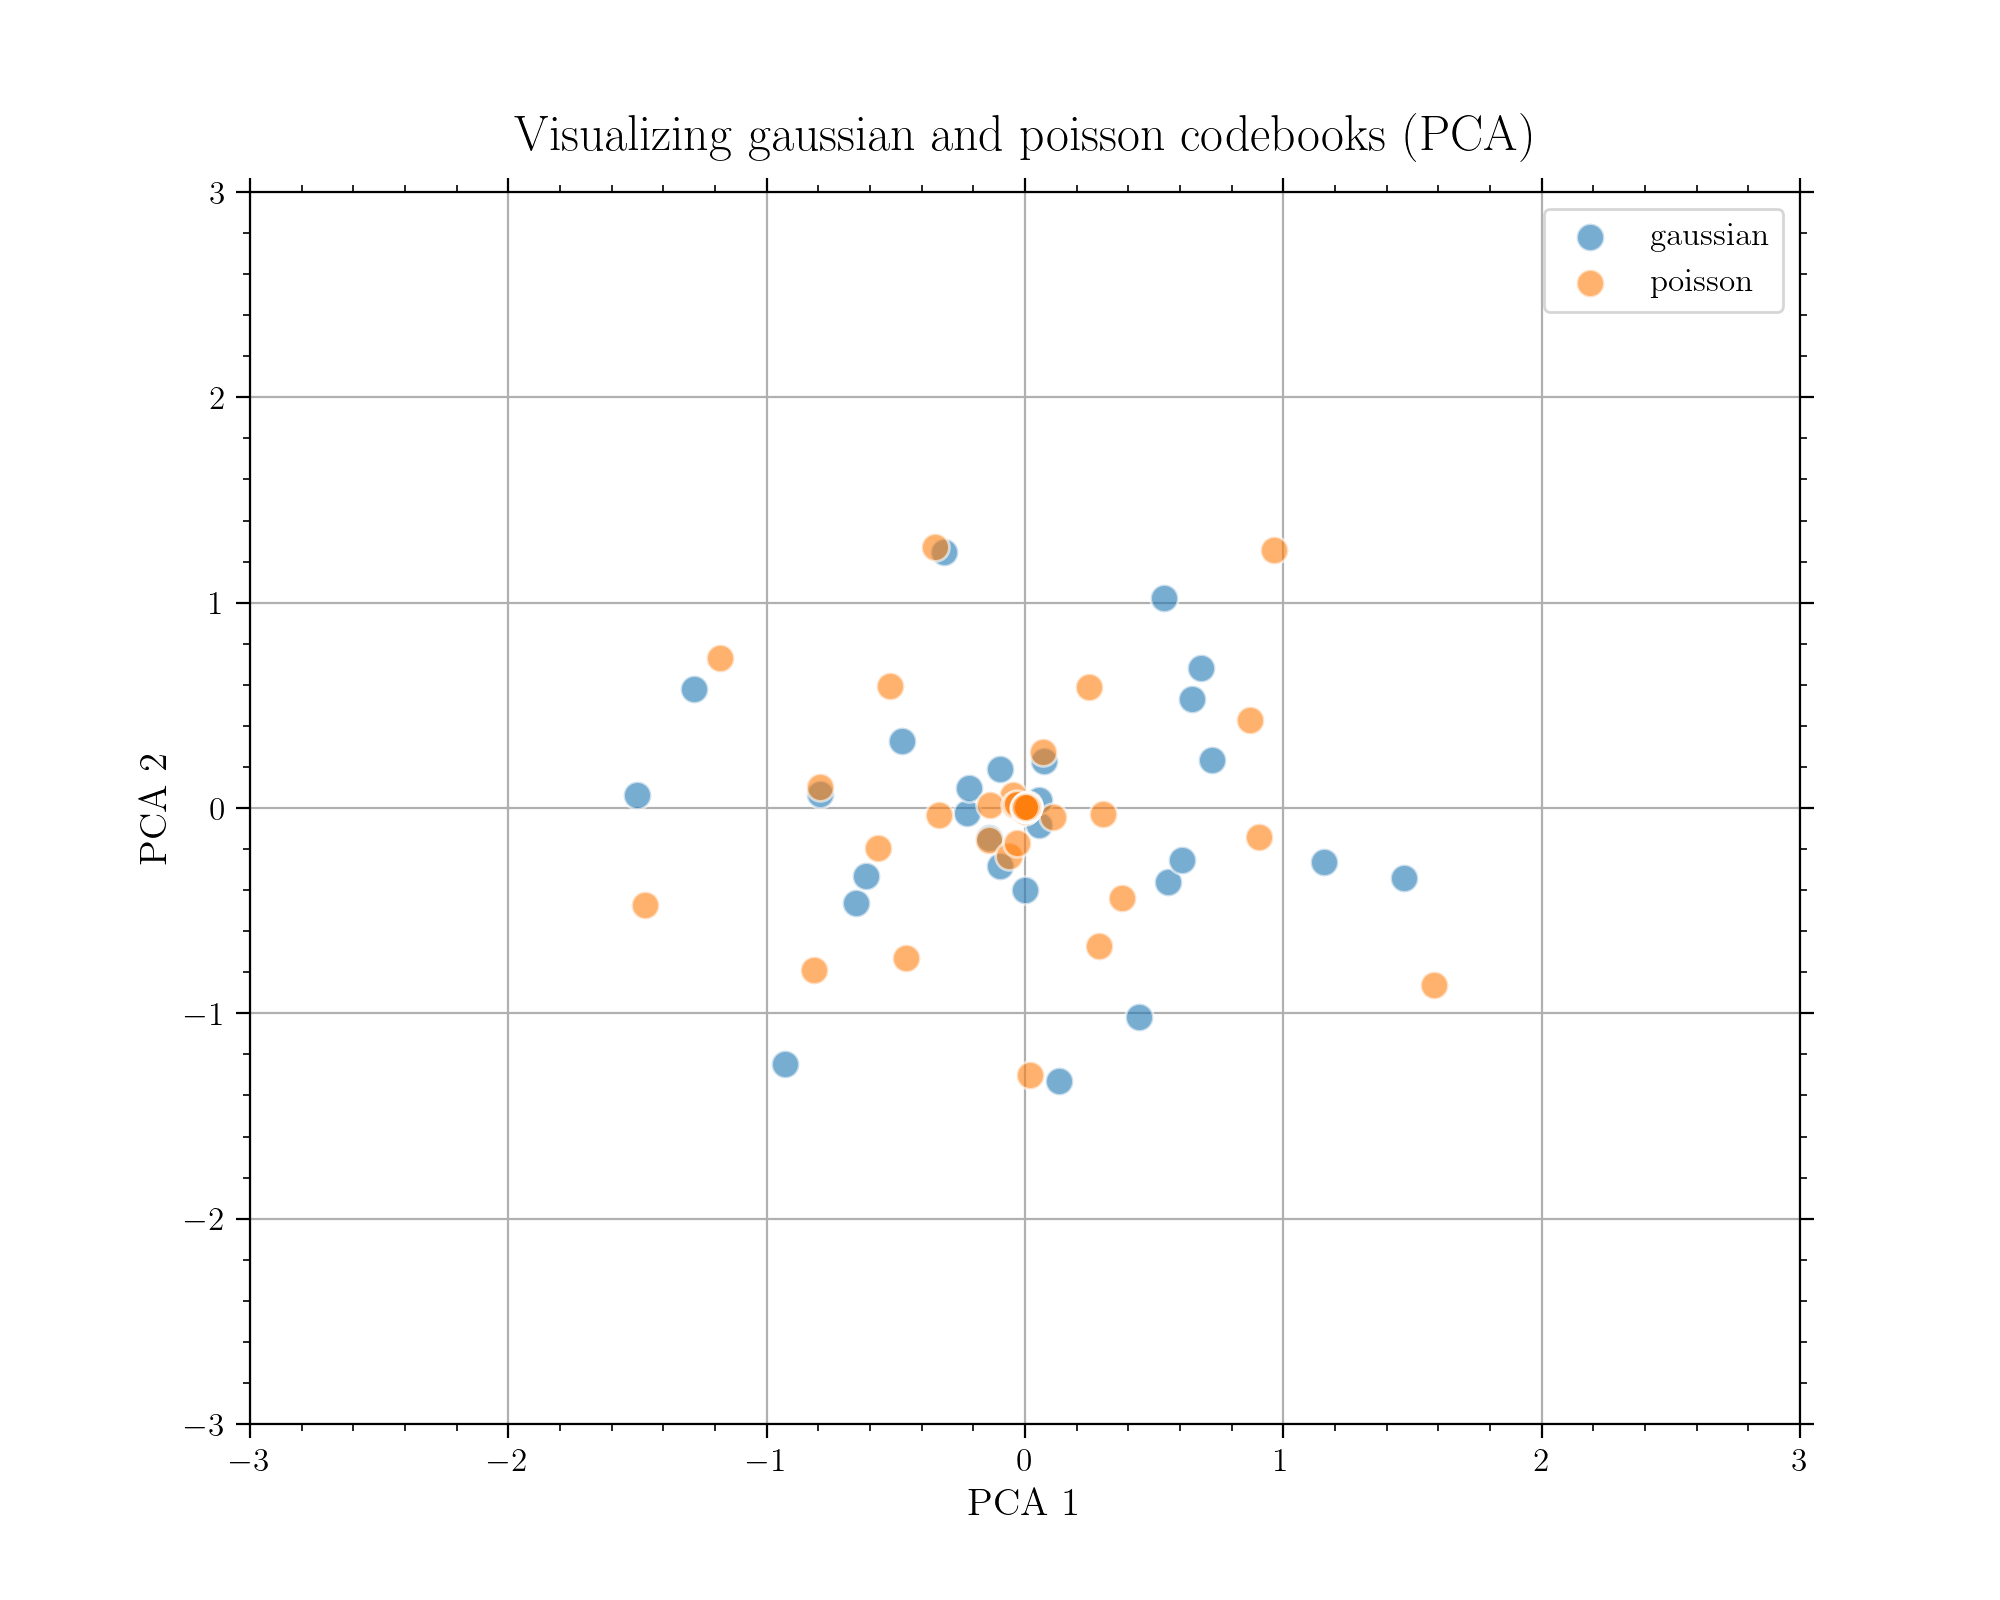 Visualizing gaussian and poisson codebooks (PCA)
gaussian
poisson
3
2
1
0
−1
−2
−3
PCA 2
−3
−2
−1
0
1
2
3
PCA 1